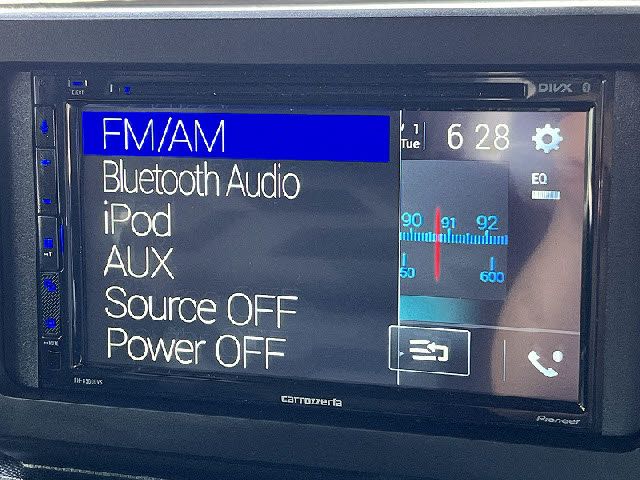 DIVX
FM/AM
Bluetooth Audio
iPod
AUX
Source OFF
Power OFF
1
Tue
6 28
EQ
90 91 92
600
carrozzeria
Pioneer